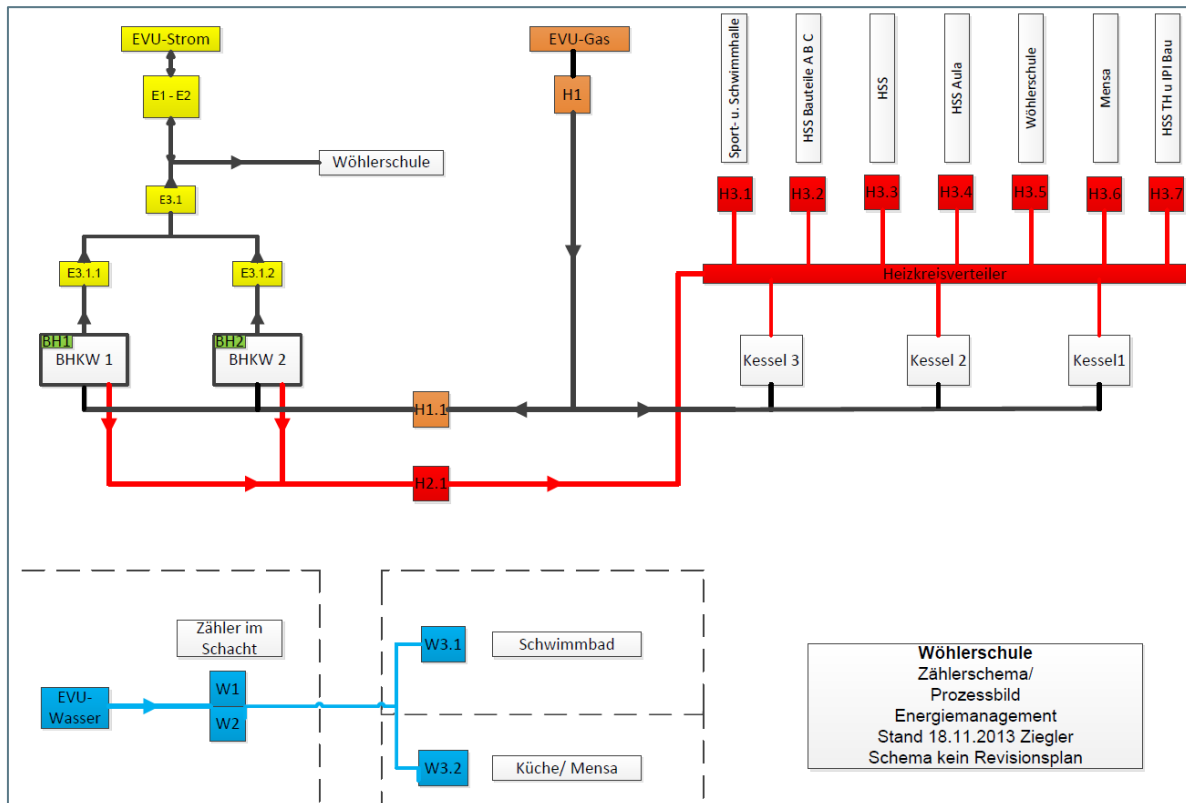 EVU-Strom
E1 - E2
Wöhlerschule
E3.1
E3.1.1
E3.1.2
BH1
BHKW 1
BH2
BHKW 2
EVU-Gas
H1
H1.1
H2.1
Sport- u. Schwimmhalle
HSS Bauteile A B C
HSS
HSS Aula
Wöhlerschule
Mensa
HSS TH u IPI Bau
H3.1
H3.2
H3.3
H3.4
H3.5
H3.6
H3.7
Heizkreisverteiler
Kessel 3
Kessel 2
Kessel1
Zähler im
Schacht
EVU-
Wasser
W1
W2
W3.1
Schwimmbad
W3.2
Küche/ Mensa
Wöhlerschule
Zählerschema/
Prozessbild
Energiemanagement
Stand 18.11.2013 Ziegler
Schema kein Revisionsplan